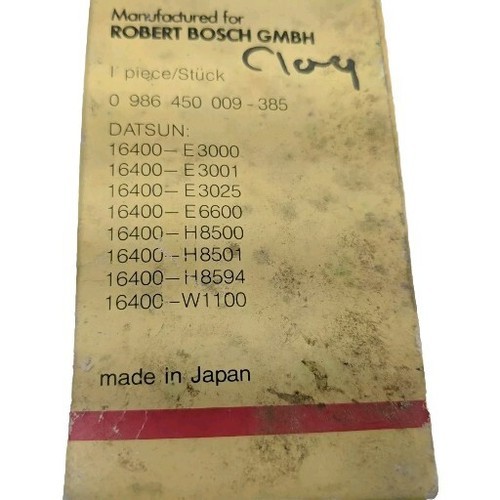 Manufactured for
ROBERT BOSCH GMBH
1 piece/Stück
0 986 450 009-385
DATSUN:
16400-E3000
16400-E3001
16400-E3025
16400-E6600
16400-H8500
16400-H8501
16400-H8594
16400-W1100
made in Japan